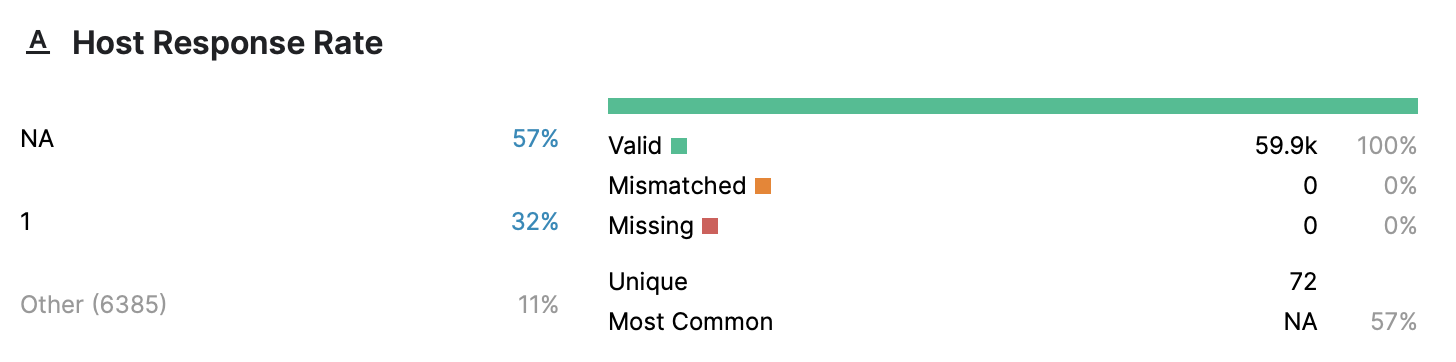 A Host Response Rate
NA 57%
1 32%
Other (6385) 11%
Valid 59.9k 100%
Mismatched 0 0%
Missing 0 0%
Unique 72
Most Common NA 57%